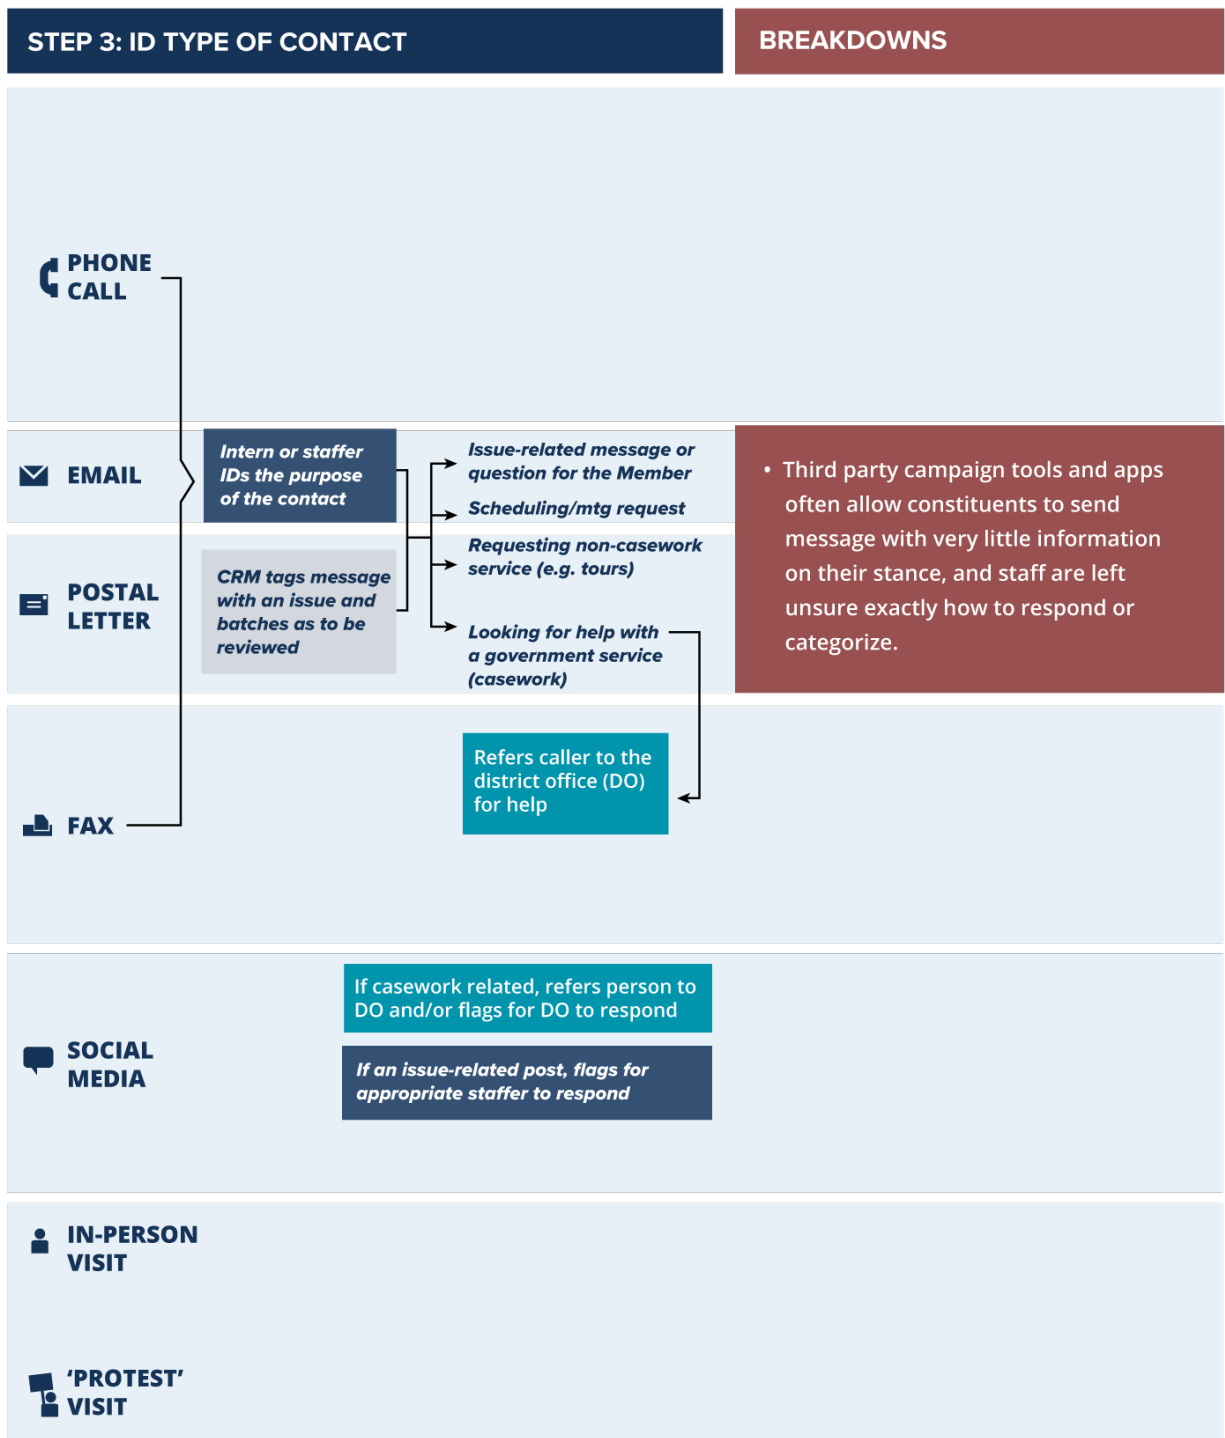 STEP 3: ID TYPE OF CONTACT
BREAKDOWNS
PHONE
CALL
EMAIL
Intern or staffer
IDs the purpose
of the contact
Issue-related message or
question for the Member
Scheduling/mtg request
Requesting non-casework
service (e.g. tours)
POSTAL
LETTER
CRM tags message
with an issue and
batches as to be
reviewed
Looking for help with
a government service
(casework)
• Third party campaign tools and apps
often allow constituents to send
message with very little information
on their stance, and staff are left
unsure exactly how to respond or
categorize.
FAX
Refers caller to the
district office (DO)
for help
SOCIAL
MEDIA
If casework related, refers person to
DO and/or flags for DO to respond
If an issue-related post, flags for
appropriate staffer to respond
IN-PERSON
VISIT
‘PROTEST’
VISIT